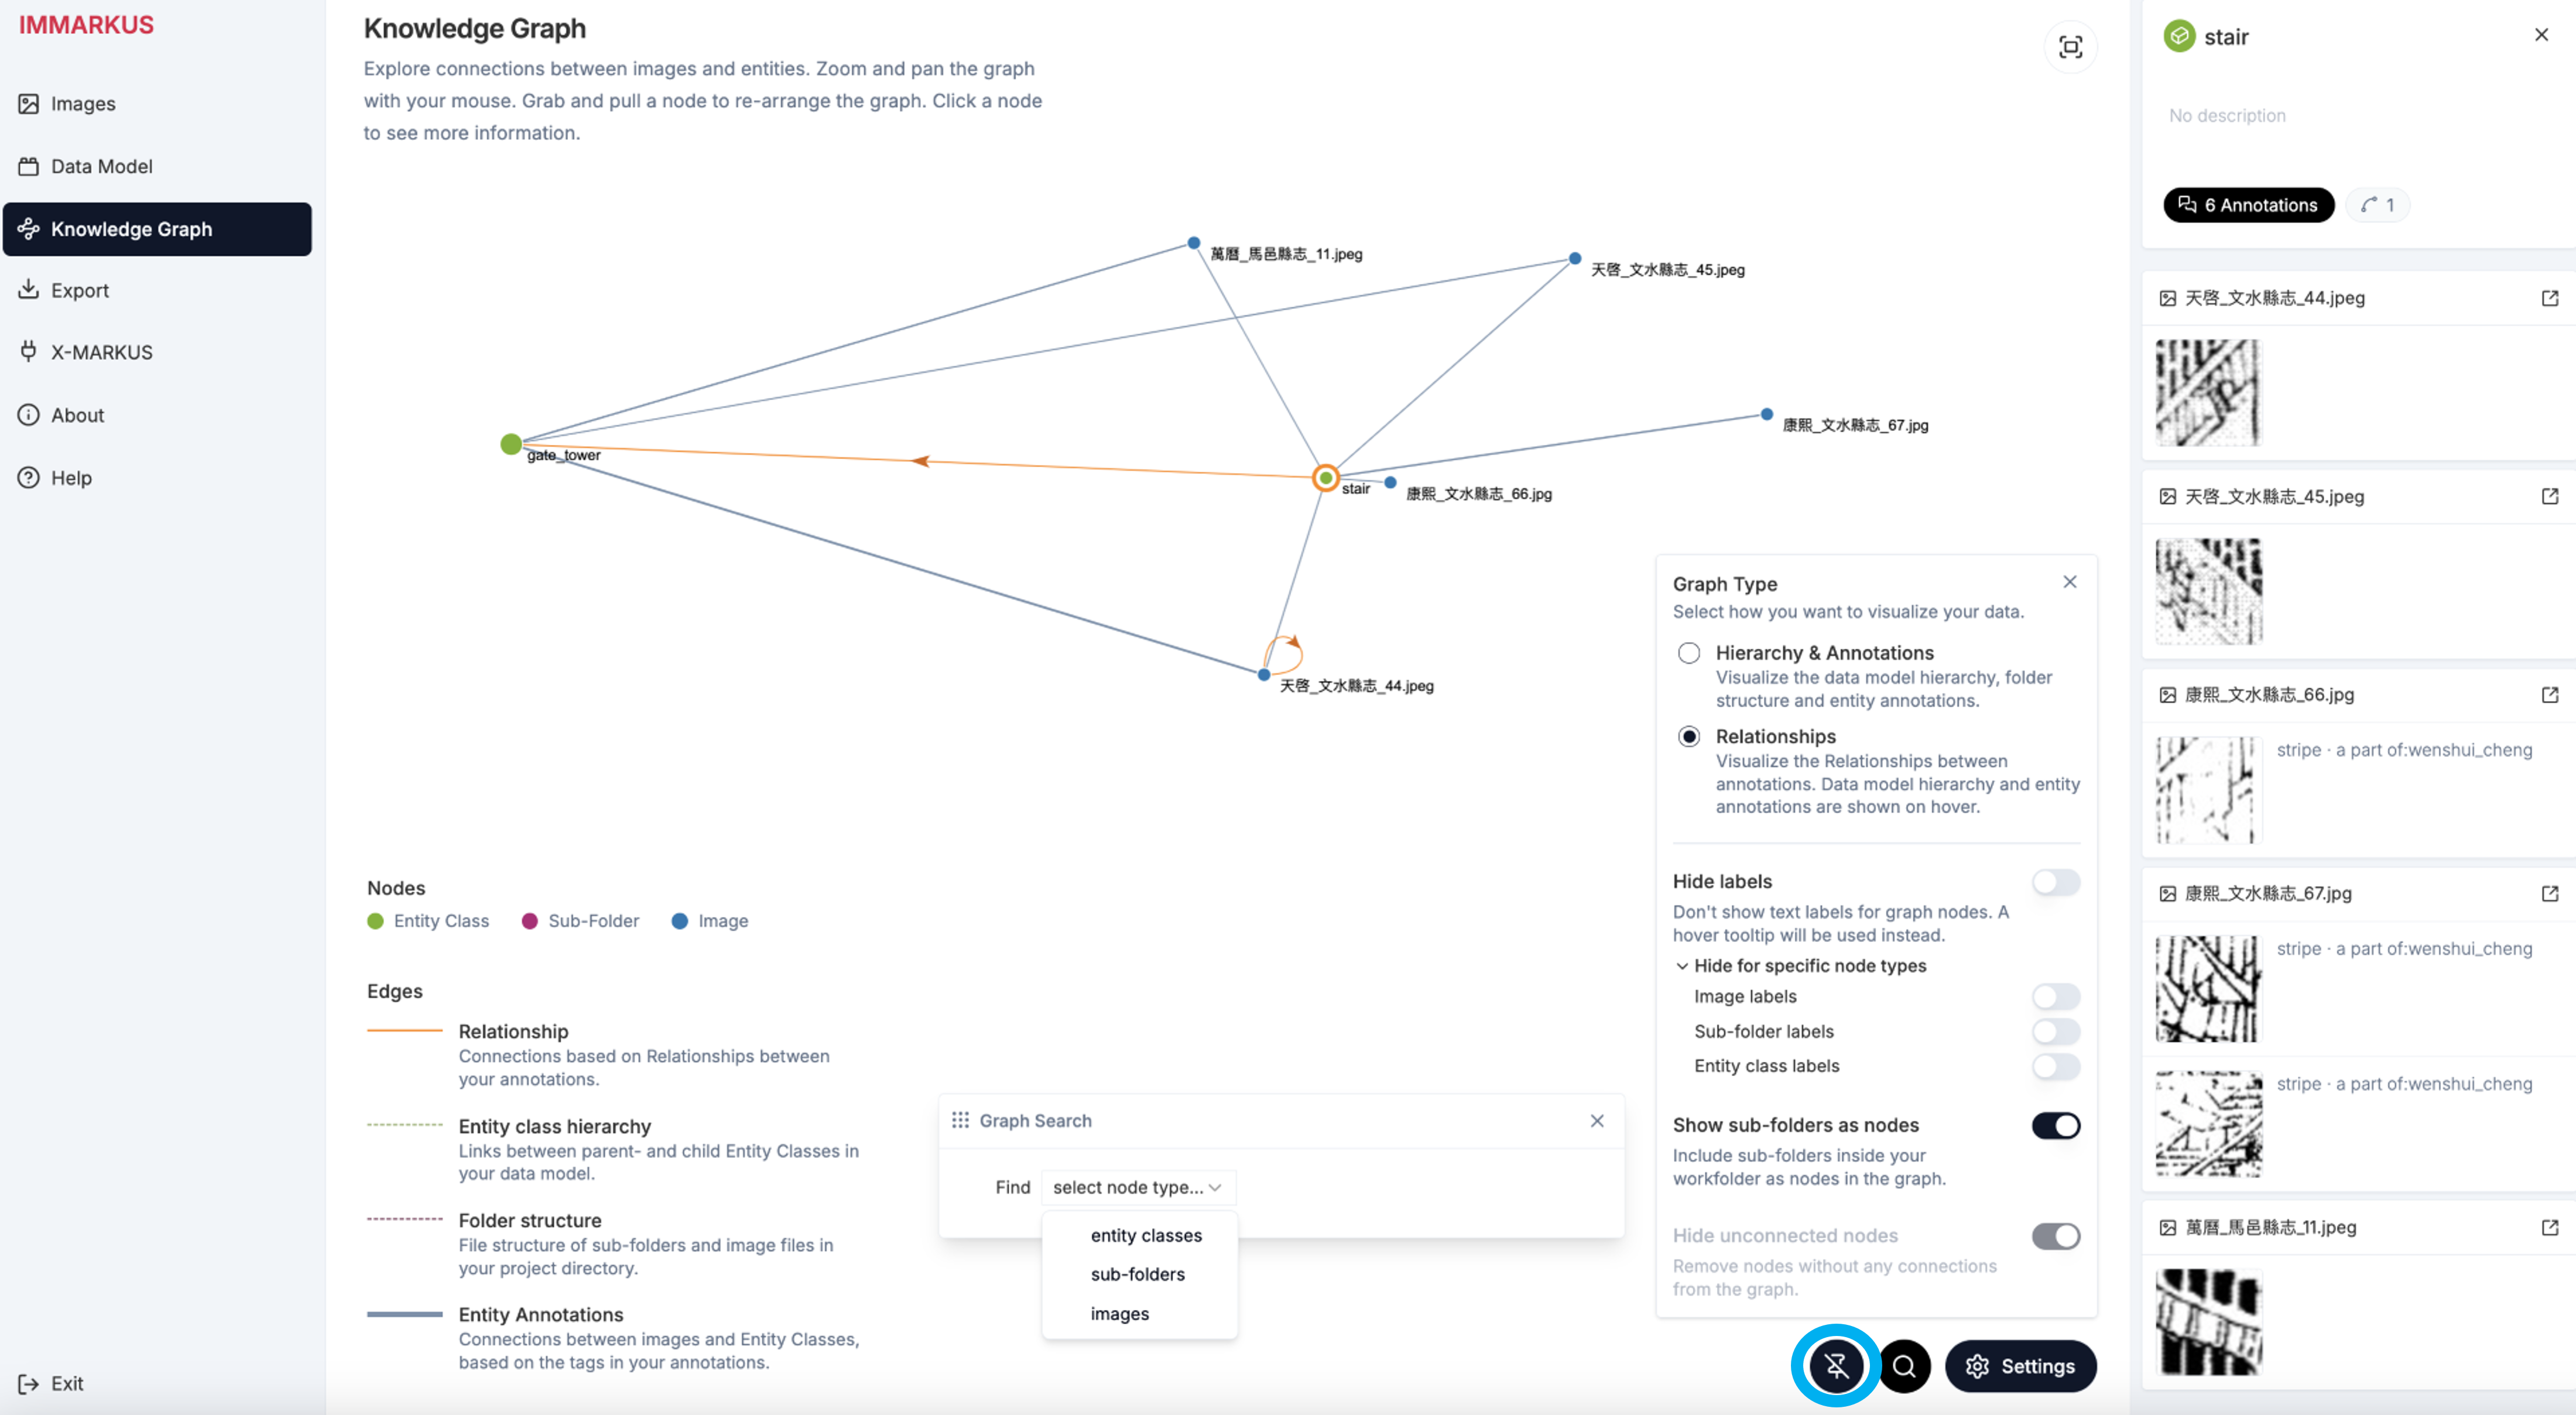 IMMARKUS
Images
Data Model
Knowledge Graph
Export
X-MARKUS
About
Help
Exit
Knowledge Graph
Explore connections between images and entities. Zoom and pan the graph
with your mouse. Grab and pull a node to re-arrange the graph. Click a node
to see more information.
萬曆_馬邑縣志_11.jpeg
天啓_文水縣志_45.jpeg
康熙_文水縣志_67.jpg
gate_tower
stair
康熙_文水縣志_66.jpg
天啓_文水縣志_44.jpeg
Nodes
Entity Class
Sub-Folder
Image
Edges
Relationship
Connections based on Relationships between
your annotations.
Entity class hierarchy
Links between parent- and child Entity Classes in
your data model.
Folder structure
File structure of sub-folders and image files in
your project directory.
Entity Annotations
Connections between images and Entity Classes,
based on the tags in your annotations.
Graph Search
Find select node type...
entity classes
sub-folders
images
Graph Type
Select how you want to visualize your data.
Hierarchy & Annotations
Visualize the data model hierarchy, folder
structure and entity annotations.
Relationships
Visualize the Relationships between
annotations. Data model hierarchy and entity
annotations are shown on hover.
Hide labels
Don't show text labels for graph nodes. A
hover tooltip will be used instead.
Hide for specific node types
Image labels
Sub-folder labels
Entity class labels
Show sub-folders as nodes
Include sub-folders inside your
workfolder as nodes in the graph.
Hide unconnected nodes
Remove nodes without any connections
from the graph.
Settings
stair
No description
6 Annotations
1
天啓_文水縣志_44.jpeg
天啓_文水縣志_45.jpeg
康熙_文水縣志_66.jpg
stripe · a part of:wenshui_cheng
康熙_文水縣志_67.jpg
stripe · a part of:wenshui_cheng
stripe · a part of:wenshui_cheng
萬曆_馬邑縣志_11.jpeg